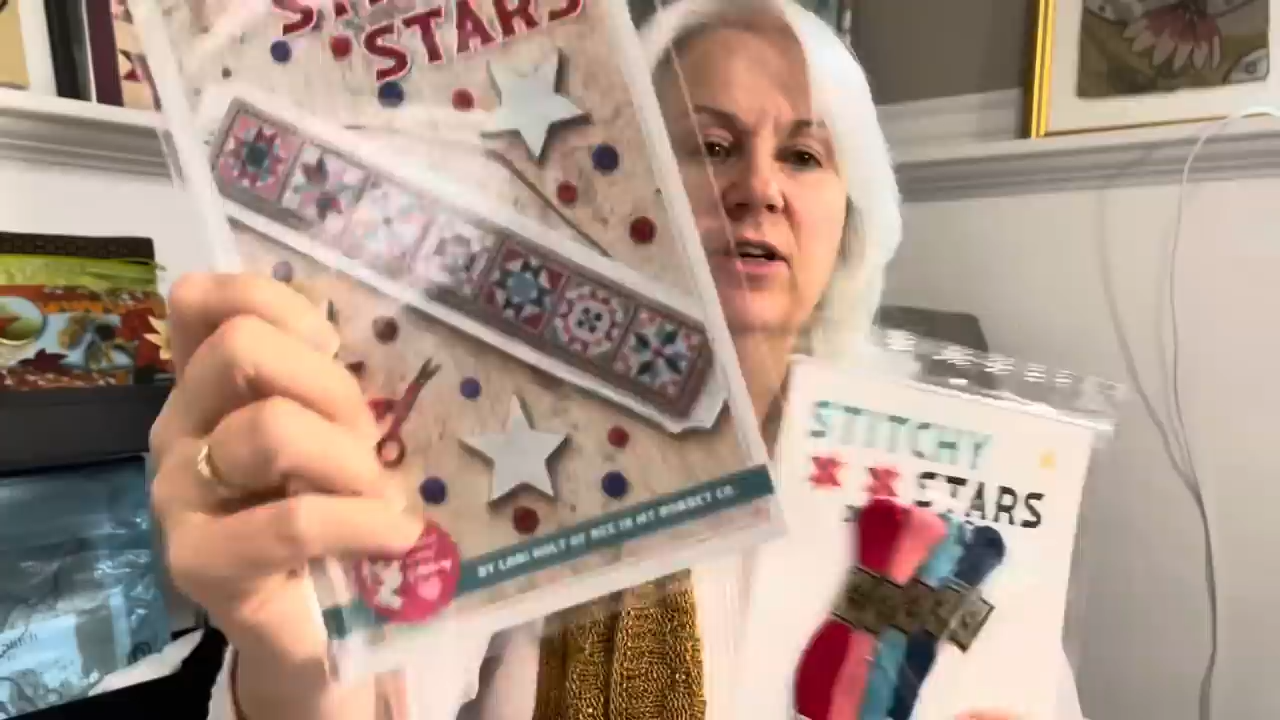 STARS
BY LORI HOLT OF BEE IN MY BONNET CO.
STITCHY
STARS